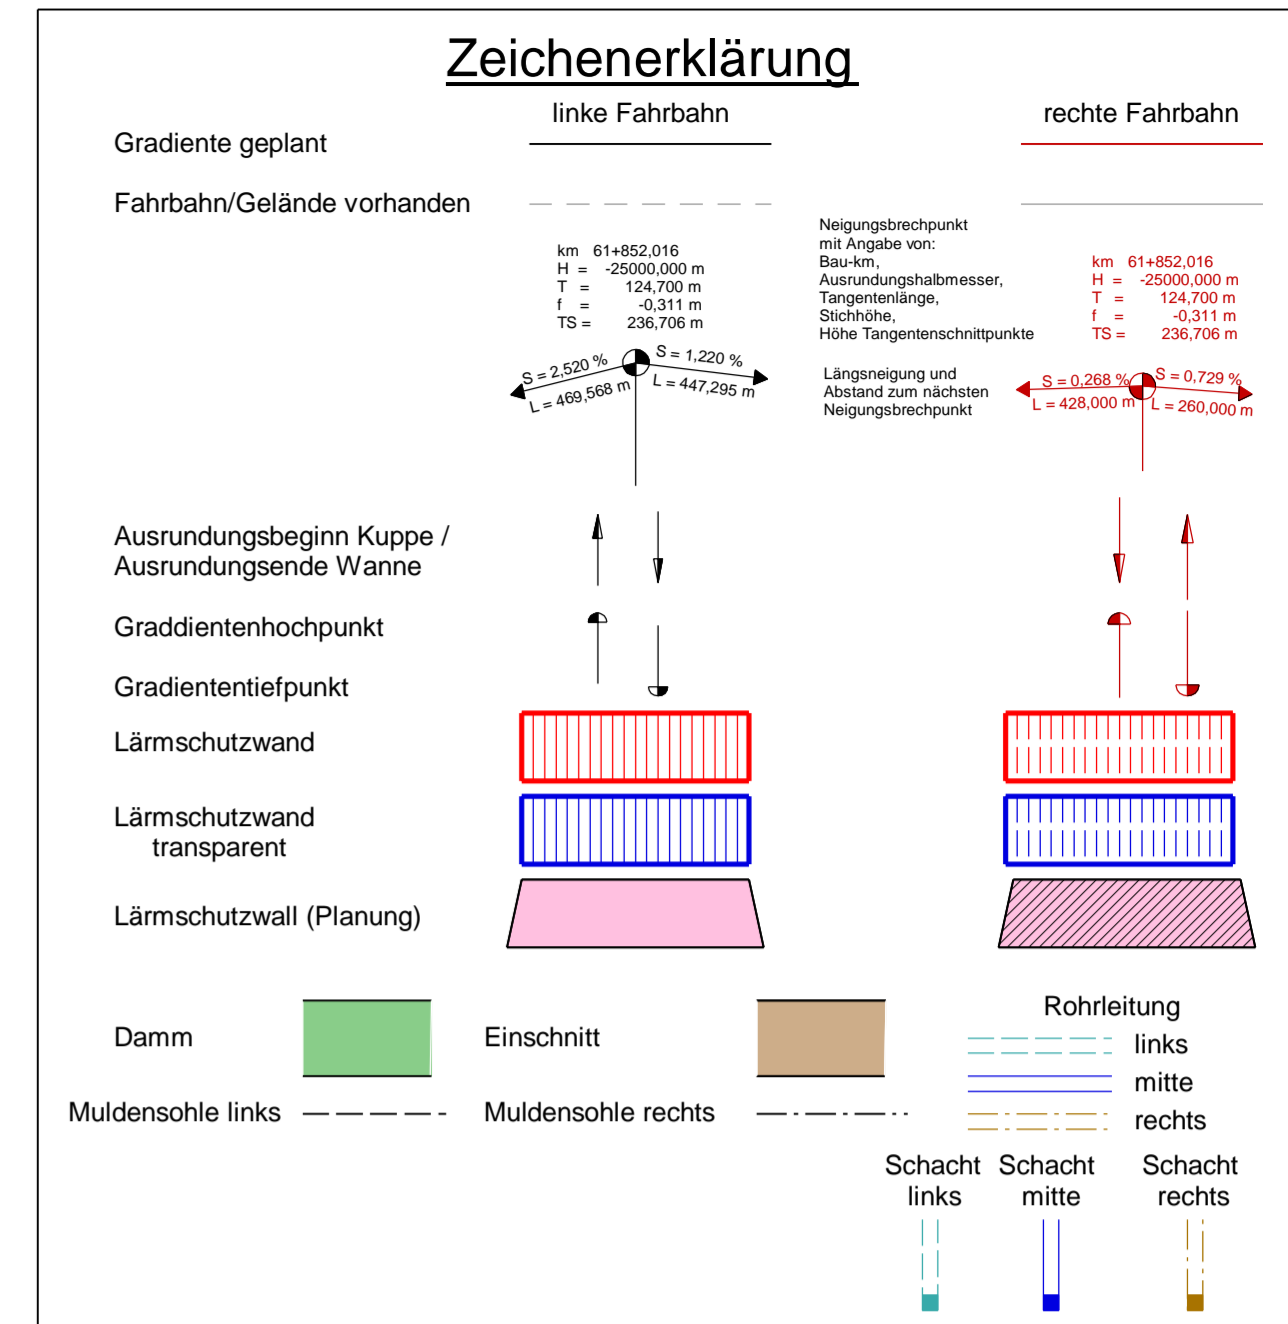 Zeichenerklärung
linke Fahrbahn
rechte Fahrbahn
Gradiente geplant
Fahrbahn/Gelände vorhanden
km 61+852,016
H = -25000,000 m
T = 124,700 m
f = -0,311 m
TS = 236,706 m
Neigungsbrechpunkt
mit Angabe von:
Bau-km,
Ausrundungshalbmesser,
Tangentenlänge,
Stichhöhe,
Höhe Tangentenschnittpunkte
km 61+852,016
H = -25000,000 m
T = 124,700 m
f = -0,311 m
TS = 236,706 m
S = 2,520 %
L = 469,568 m
S = 1,220 %
L = 447,295 m
Längsneigung und
Abstand zum nächsten
Neigungsbrechpunkt
S = 0,268 %
L = 428,000 m
S = 0,729 %
L = 260,000 m
Ausrundungsbeginn Kuppe /
Ausrundungsende Wanne
Graddientenhochpunkt
Gradiententiefpunkt
Lärmschutzwand
Lärmschutzwand
transparent
Lärmschutzwall (Planung)
Damm
Einschnitt
Rohrleitung
links
mitte
rechts
Muldensohle links
Muldensohle rechts
Schacht
links
Schacht
mitte
Schacht
rechts